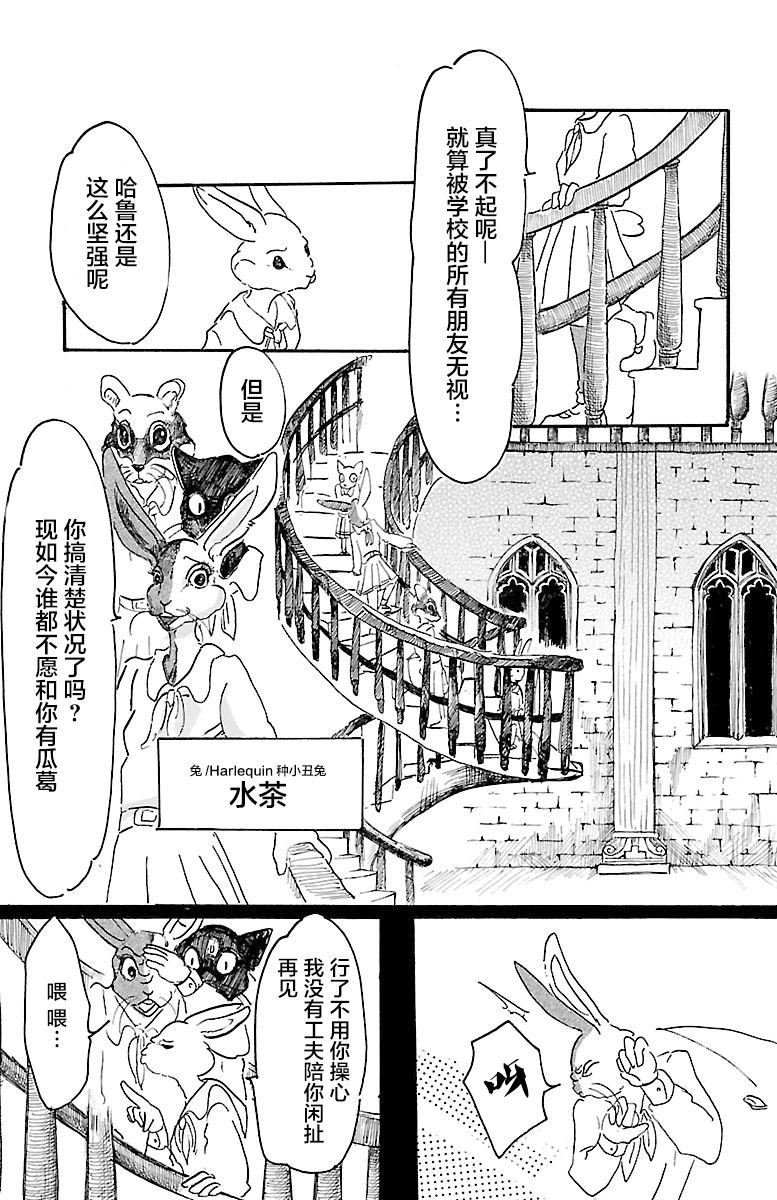 真了不起呢—
就算被学校的所有朋友无视…
哈鲁还是
这么坚强呢
但是
你搞清楚状况了吗？
现如今谁都不愿和你有瓜葛
兔/Harlequin 种小丑兔
水茶
呀
行了不用你操心
我没有工夫陪你闲扯
再见
喂喂…